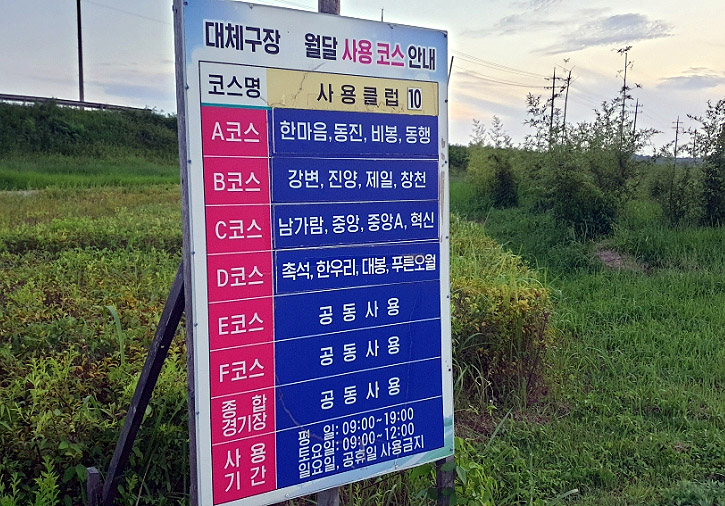 대체구장 월달 사용 코스 안내
코스명 사용클럽 10
A코스 한마음, 동진, 비봉, 동행
B코스 강변, 진양, 제일, 창천
C코스 남가람, 중앙, 중앙A, 혁신
D코스 촉석, 한우리, 대봉, 푸른오월
E코스 공동사용
F코스 공동사용
종합
경기장 공동사용
사용
기간
평 일: 09:00~19:00
토요일: 09:00~12:00
일요일, 공휴일 사용금지